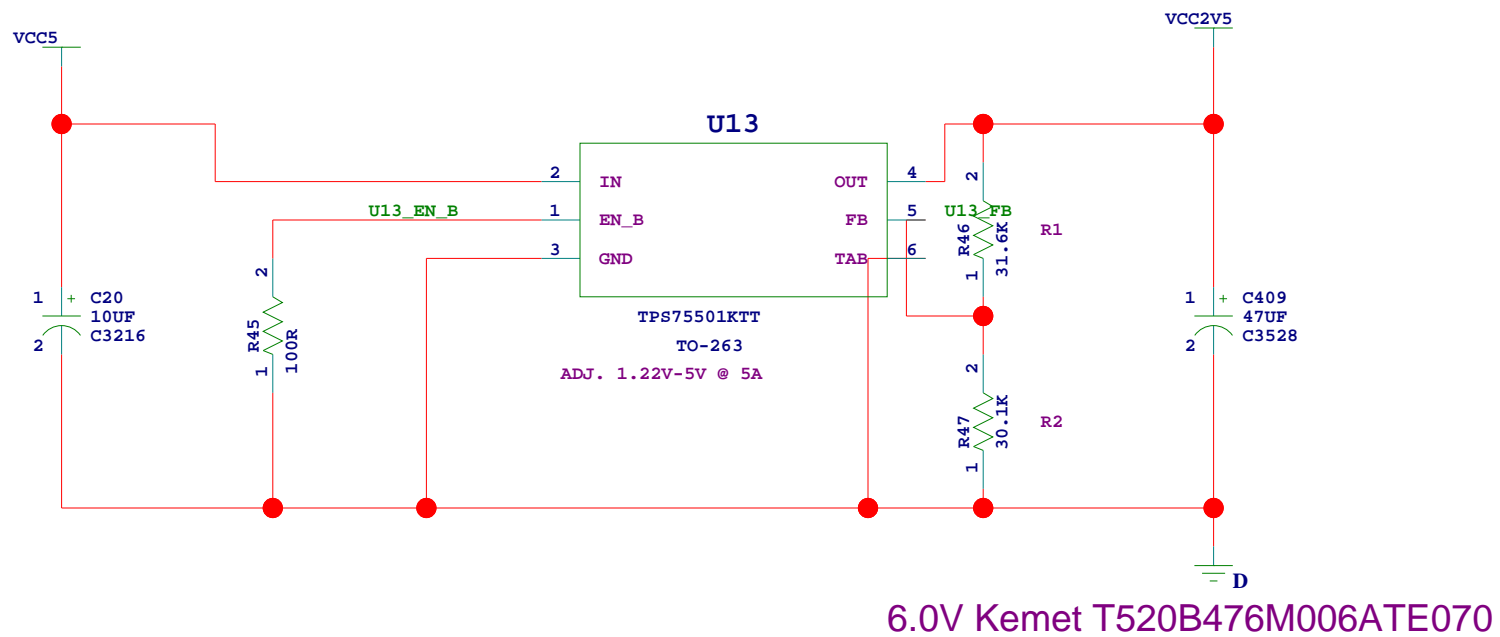 VCC5
VCC2V5
U13
2 IN
OUT 4
U13_EN_B 1 EN_B
FB 5 U13_FB
3 GND
TAB 6
2
R46
31.6K
1
R1
1 + C20
10UF
2 C3216
2
R45
100R
1
TPS75501KTT
TO-263
ADJ. 1.22V-5V @ 5A
1 + C409
47UF
2 C3528
2
R47
30.1K
1
R2
D
6.0V Kemet T520B476M006ATE070